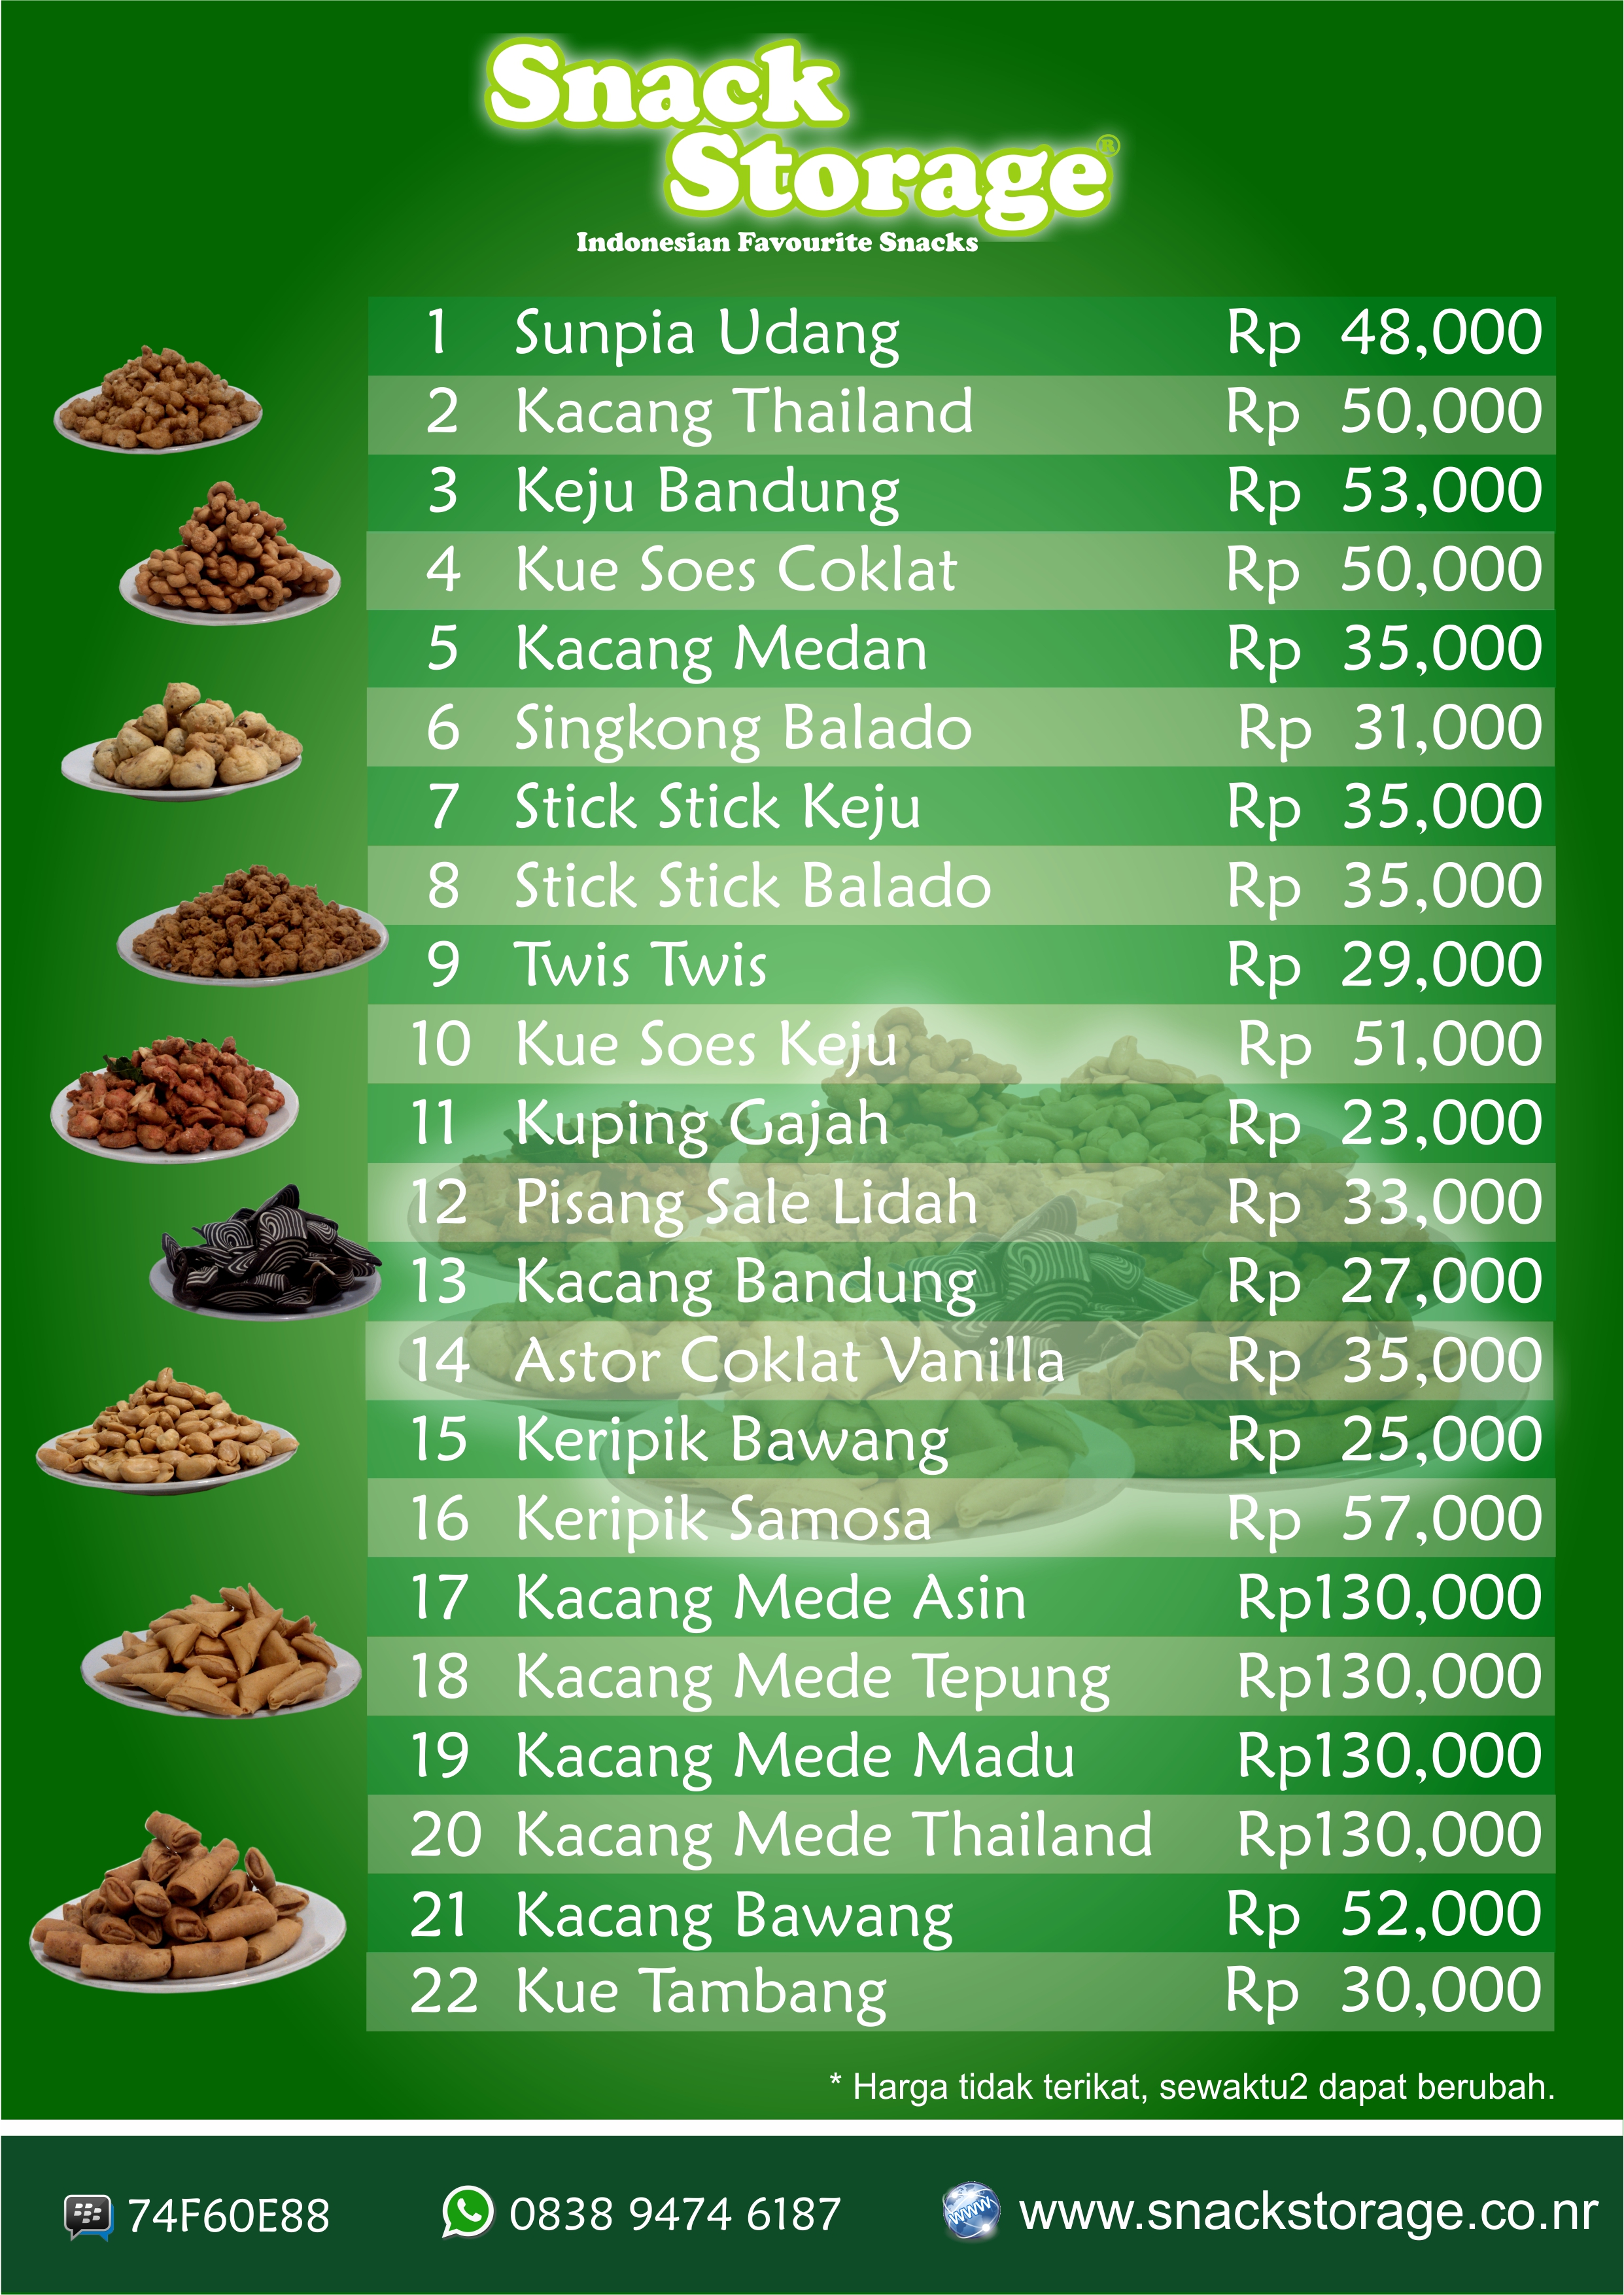 Snack
Storage®
Indonesian Favourite Snacks
1 Sunpia Udang Rp 48,000
2 Kacang Thailand Rp 50,000
3 Keju Bandung Rp 53,000
4 Kue Soes Coklat Rp 50,000
5 Kacang Medan Rp 35,000
6 Singkong Balado Rp 31,000
7 Stick Stick Keju Rp 35,000
8 Stick Stick Balado Rp 35,000
9 Twis Twis Rp 29,000
10 Kue Soes Keju Rp 51,000
11 Kuping Gajah Rp 23,000
12 Pisang Sale Lidah Rp 33,000
13 Kacang Bandung Rp 27,000
14 Astor Coklat Vanilla Rp 35,000
15 Keripik Bawang Rp 25,000
16 Keripik Samosa Rp 57,000
17 Kacang Mede Asin Rp130,000
18 Kacang Mede Tepung Rp130,000
19 Kacang Mede Madu Rp130,000
20 Kacang Mede Thailand Rp130,000
21 Kacang Bawang Rp 52,000
22 Kue Tambang Rp 30,000
* Harga tidak terikat, sewaktu2 dapat berubah.
74F60E88 0838 9474 6187 www www.snackstorage.co.nr